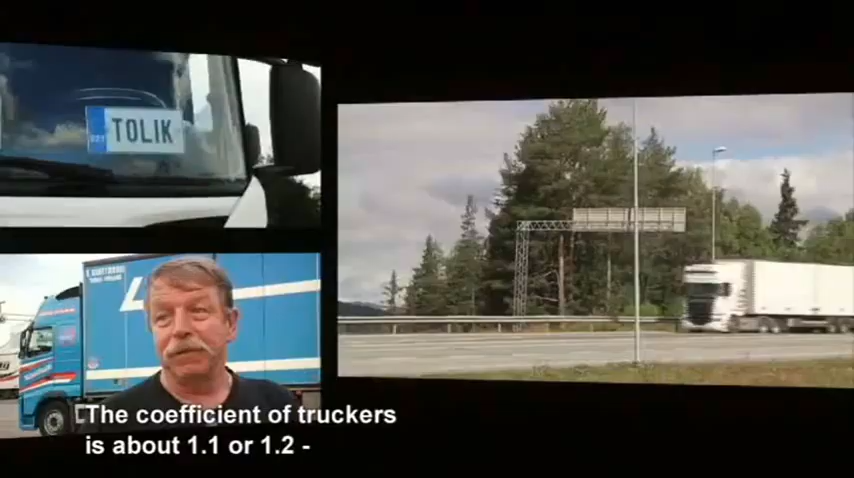 TOLIK
The coefficient of truckers
is about 1.1 or 1.2 -